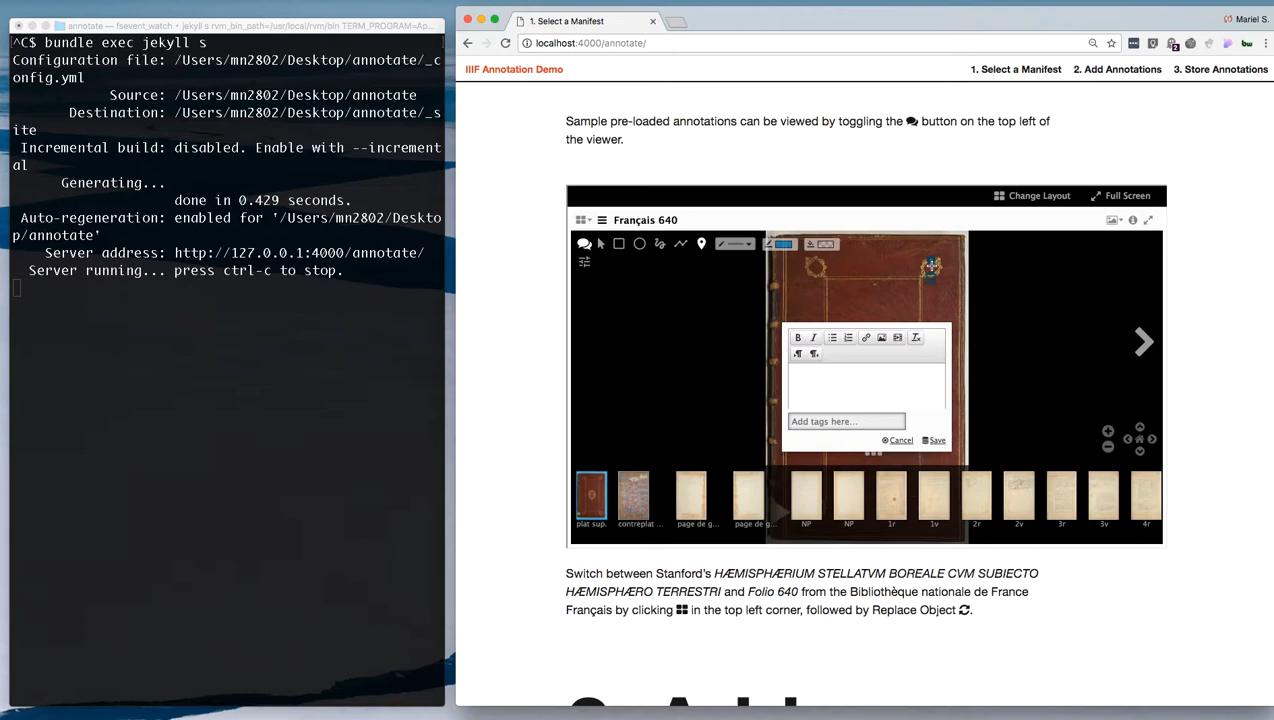 annotate — fsevent_watch • jekyll s rvm_bin_path=/usr/local/rvm/bin TERM_PROGRAM=Ap...
^C$ bundle exec jekyll s
Configuration file: /Users/mn2802/Desktop/annotate/_c
onfig.yml
Source: /Users/mn2802/Desktop/annotate
Destination: /Users/mn2802/Desktop/annotate/_s
ite
Incremental build: disabled. Enable with --increment
al
Generating...
done in 0.429 seconds.
Auto-regeneration: enabled for '/Users/mn2802/Deskto
p/annotate'
Server address: http://127.0.0.1:4000/annotate/
Server running... press ctrl-c to stop.
1. Select a Manifest
Mariel S.
localhost:4000/annotate/
IIIF Annotation Demo
1. Select a Manifest 2. Add Annotations 3. Store Annotations
Sample pre-loaded annotations can be viewed by toggling the button on the top left of
the viewer.
Change Layout Full Screen
Français 640
B I
Add tags here...
Cancel Save
plat sup. contreplat ... page de g... page de g... NP NP 1r 1v 2r 2v 3r 3v 4r
Switch between Stanford's HÆMISPHÆRIUM STELLATVM BOREALE CVM SUBIECTO
HÆMISPHÆRO TERRESTRI and Folio 640 from the Bibliothèque nationale de France
Français by clicking in the top left corner, followed by Replace Object .